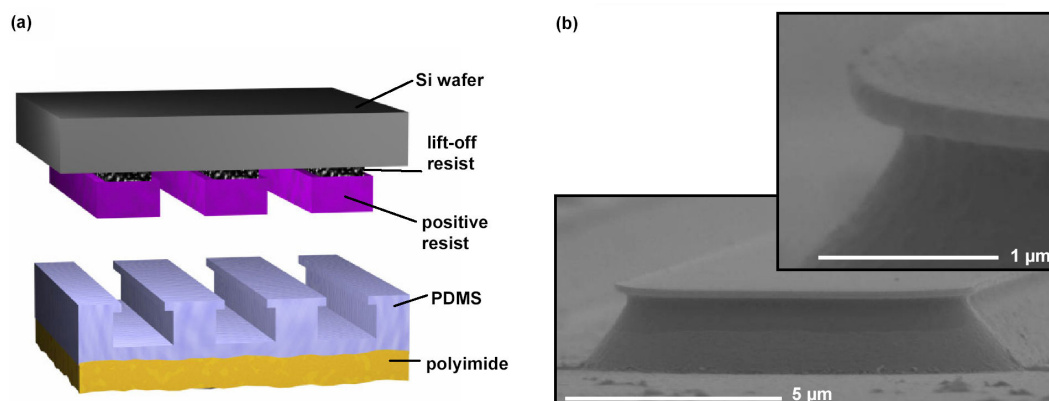 (a)
Si wafer
lift-off
resist
positive
resist
PDMS
polyimide
(b)
1 μm
5 μm